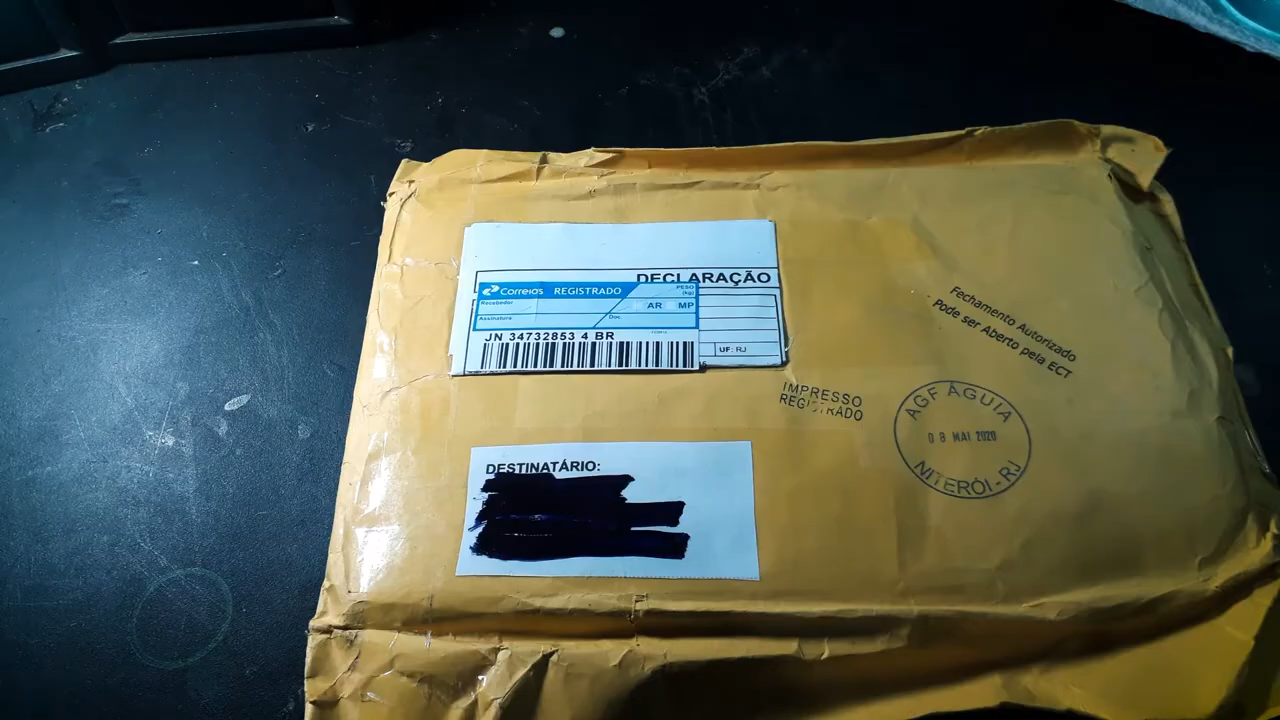 DECLARAÇÃO
Correios REGISTRADO
PESO
(kg)
Recebedor
AR MP
Assinatura
Doc.
JN 34732853 4 BR
UF: RJ
Fechamento Autorizado
Pode ser Aberto pela ECT
IMPRESSO
REGISTRADO
AGF AGUIA
08 MAI 2020
NITERÓI - RJ
DESTINATÁRIO: